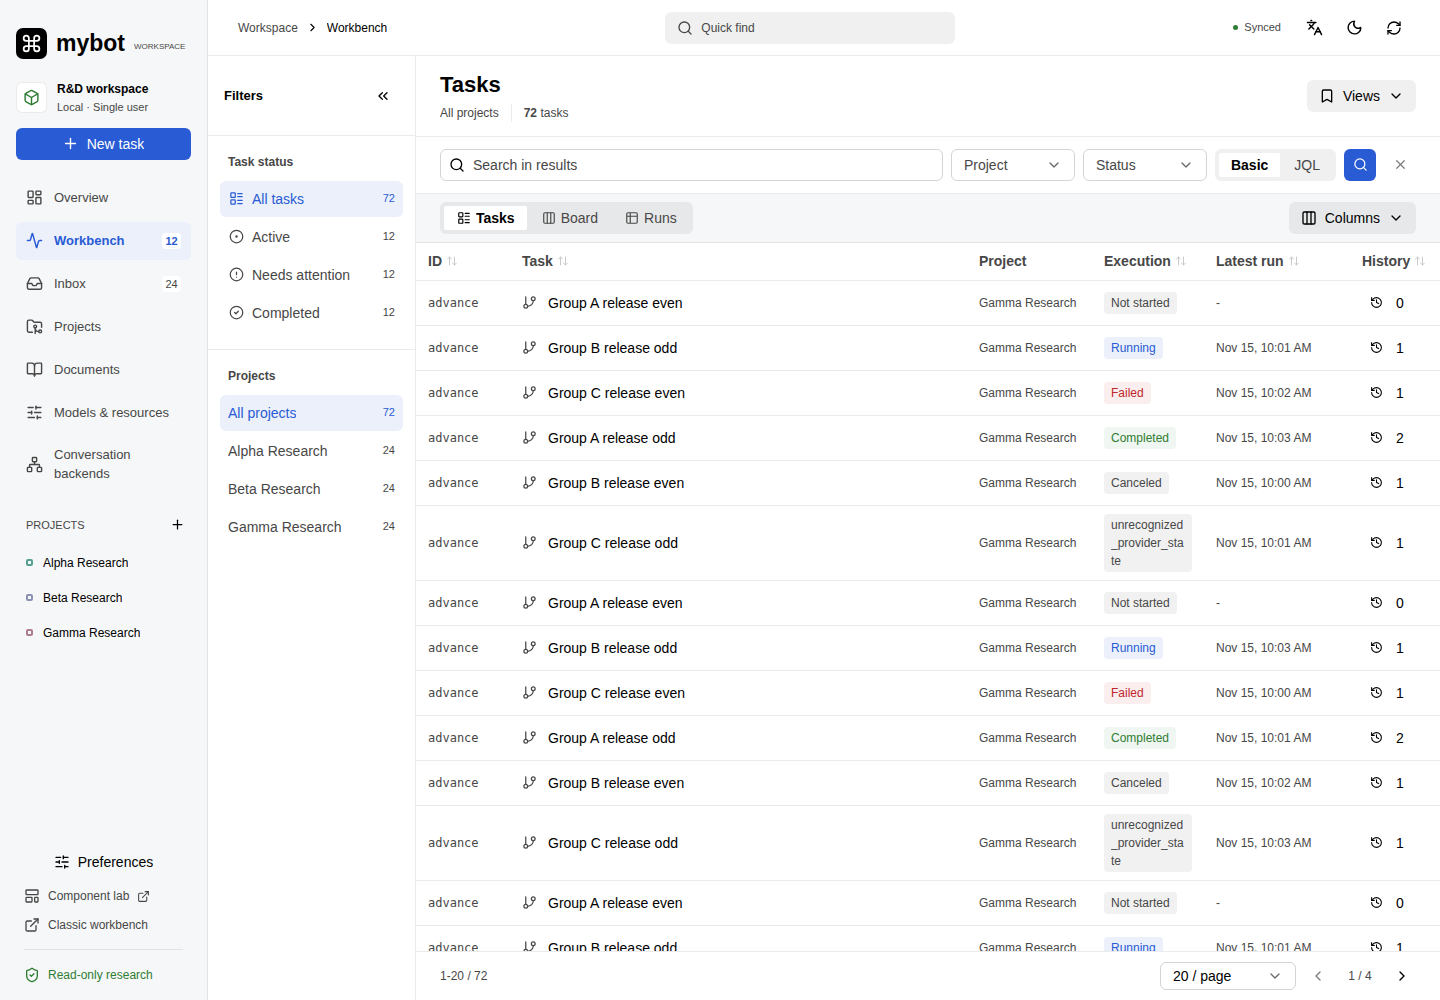 mybot WORKSPACE
R&D workspace
Local · Single user
New task
Overview
Workbench 12
Inbox 24
Projects
Documents
Models & resources
Conversation
backends
PROJECTS
Alpha Research
Beta Research
Gamma Research
Preferences
Component lab
Classic workbench
Read-only research
Workspace > Workbench
Quick find
Synced
Filters
Task status
All tasks 72
Active 12
Needs attention 12
Completed 12
Projects
All projects 72
Alpha Research 24
Beta Research 24
Gamma Research 24
Tasks
All projects 72 tasks
Views
Search in results Project Status Basic JQL
Tasks Board Runs Columns
ID Task Project Execution Latest run History
advance Group A release even Gamma Research Not started - 0
advance Group B release odd Gamma Research Running Nov 15, 10:01 AM 1
advance Group C release even Gamma Research Failed Nov 15, 10:02 AM 1
advance Group A release odd Gamma Research Completed Nov 15, 10:03 AM 2
advance Group B release even Gamma Research Canceled Nov 15, 10:00 AM 1
advance Group C release odd Gamma Research unrecognized
_provider_sta
te Nov 15, 10:01 AM 1
advance Group A release even Gamma Research Not started - 0
advance Group B release odd Gamma Research Running Nov 15, 10:03 AM 1
advance Group C release even Gamma Research Failed Nov 15, 10:00 AM 1
advance Group A release odd Gamma Research Completed Nov 15, 10:01 AM 2
advance Group B release even Gamma Research Canceled Nov 15, 10:02 AM 1
advance Group C release odd Gamma Research unrecognized
_provider_sta
te Nov 15, 10:03 AM 1
advance Group A release even Gamma Research Not started - 0
advance Group B release odd Gamma Research Running Nov 15, 10:01 AM 1
1-20 / 72 20 / page 1 / 4